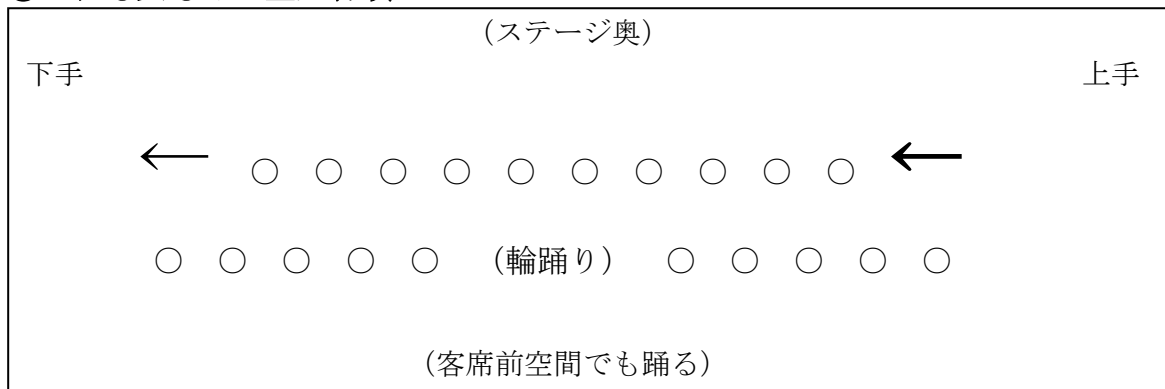 (ステージ奥)
下手 上手
← ○ ○ ○ ○ ○ ○ ○ ○ ○ ○ ←
○ ○ ○ ○ ○ (輪踊り) ○ ○ ○ ○ ○
(客席前空間でも踊る)